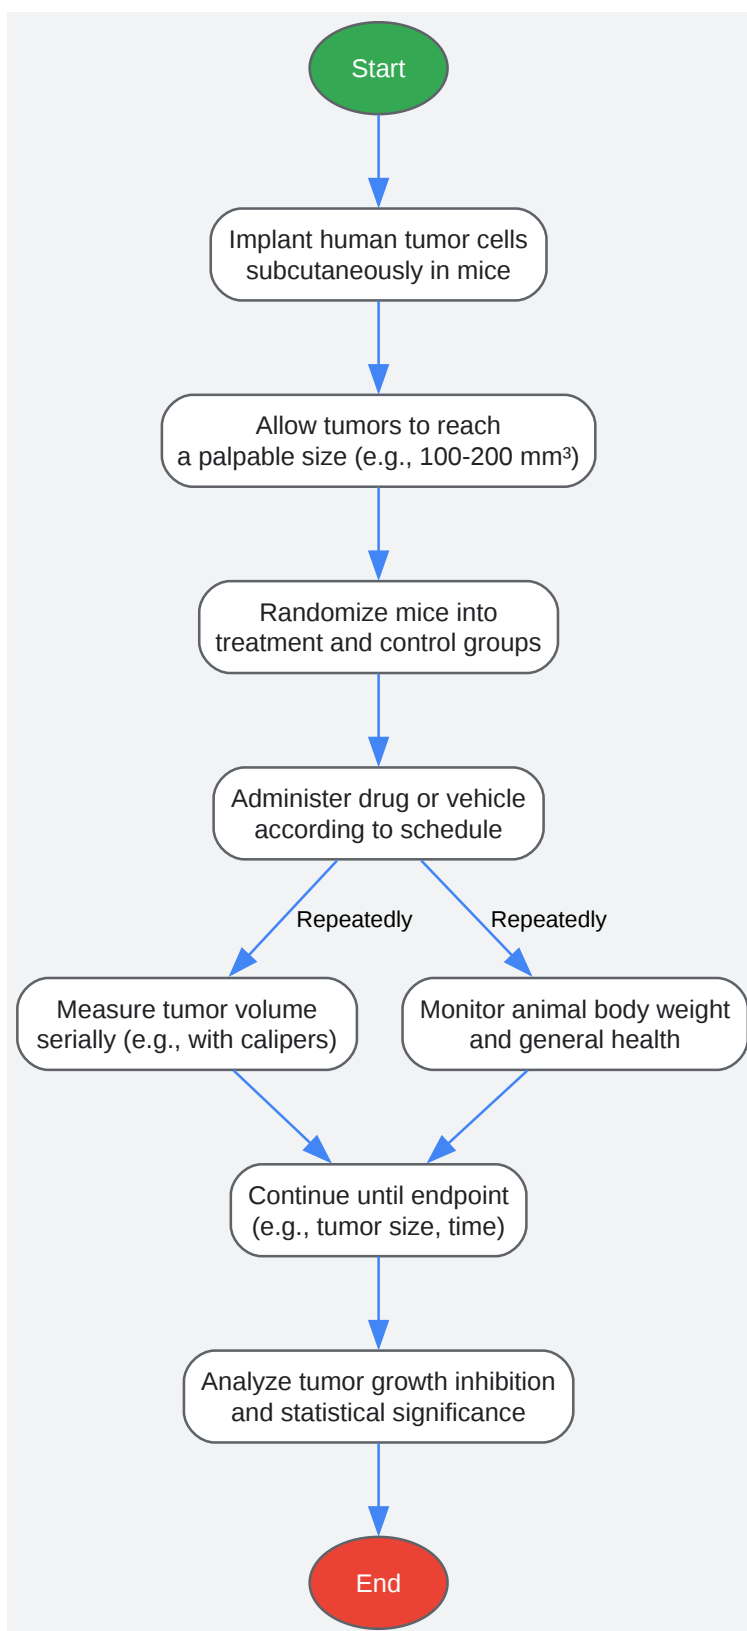 Start
Implant human tumor cells
subcutaneously in mice
Allow tumors to reach
a palpable size (e.g., 100-200 mm³)
Randomize mice into
treatment and control groups
Administer drug or vehicle
according to schedule
Repeatedly
Repeatedly
Measure tumor volume
serially (e.g., with calipers)
Monitor animal body weight
and general health
Continue until endpoint
(e.g., tumor size, time)
Analyze tumor growth inhibition
and statistical significance
End